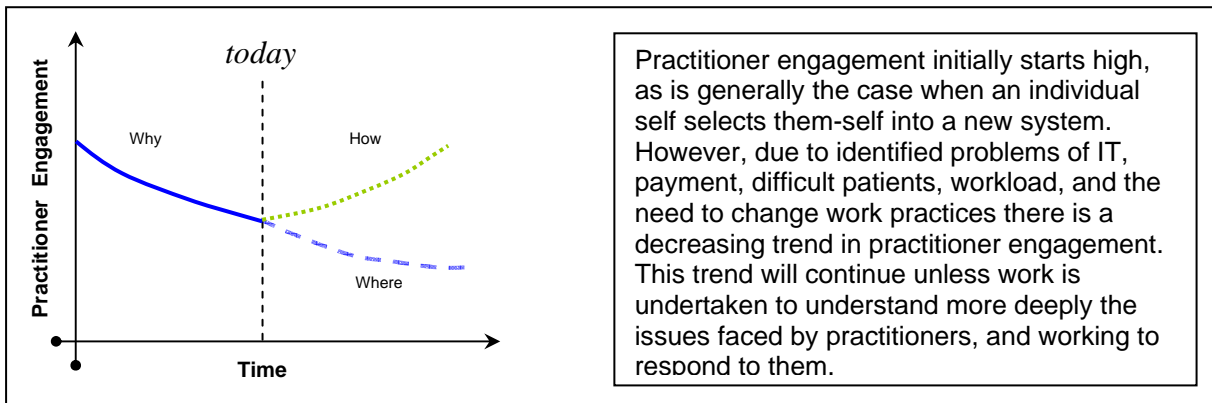 today
Why
How
Where
Practitioner Engagement
Time
Practitioner engagement initially starts high,
as is generally the case when an individual
self selects them-self into a new system.
However, due to identified problems of IT,
payment, difficult patients, workload, and the
need to change work practices there is a
decreasing trend in practitioner engagement.
This trend will continue unless work is
undertaken to understand more deeply the
issues faced by practitioners, and working to
respond to them.